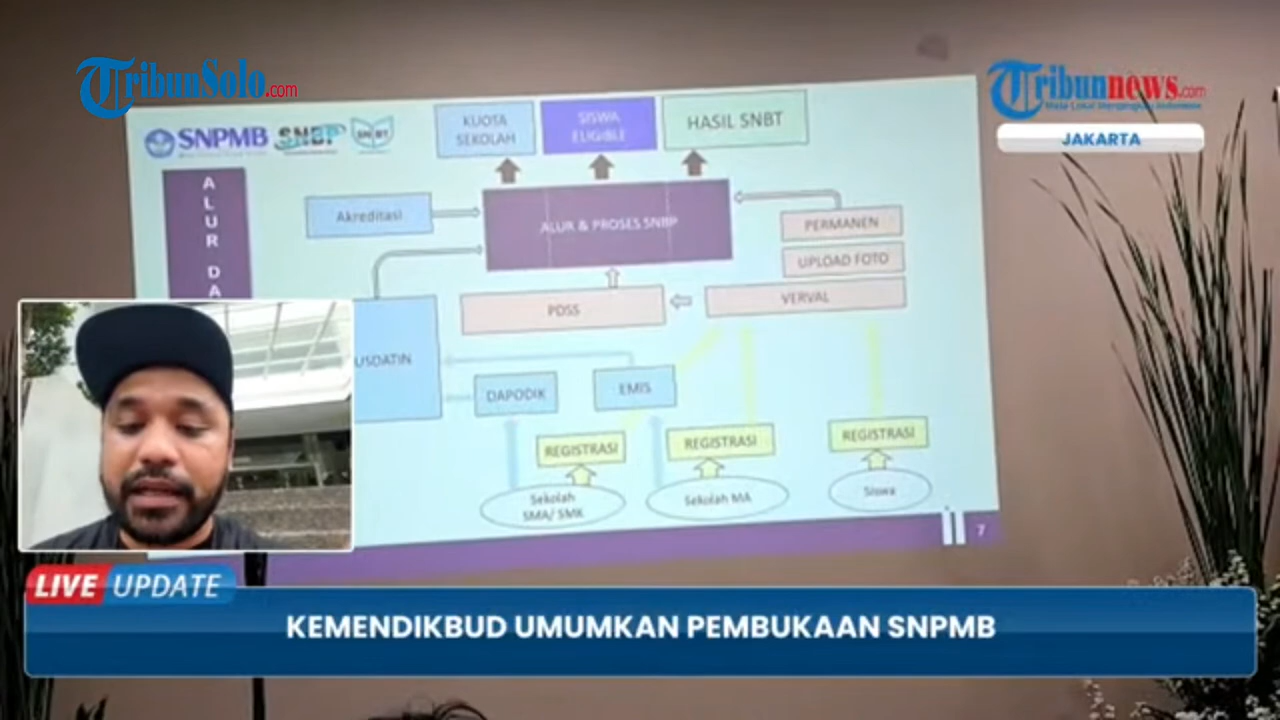 TribunSolo.com
Tribunnews.com
JAKARTA
SNPMB
SNBP
SNBT
KUOTA
SEKOLAH
SISWA
ELIGIBLE
HASIL SNBT
A
L
U
R
D
A
Akreditasi
ALUR & PROSES SNBP
PERMANEN
UPLOAD FOTO
VERVAL
PDSS
USDATIN
DAPODIK
EMIS
REGISTRASI
REGISTRASI
REGISTRASI
Sekolah
SMA/ SMK
Sekolah MA
Siswa
7
LIVE UPDATE
KEMENDIKBUD UMUMKAN PEMBUKAAN SNPMB